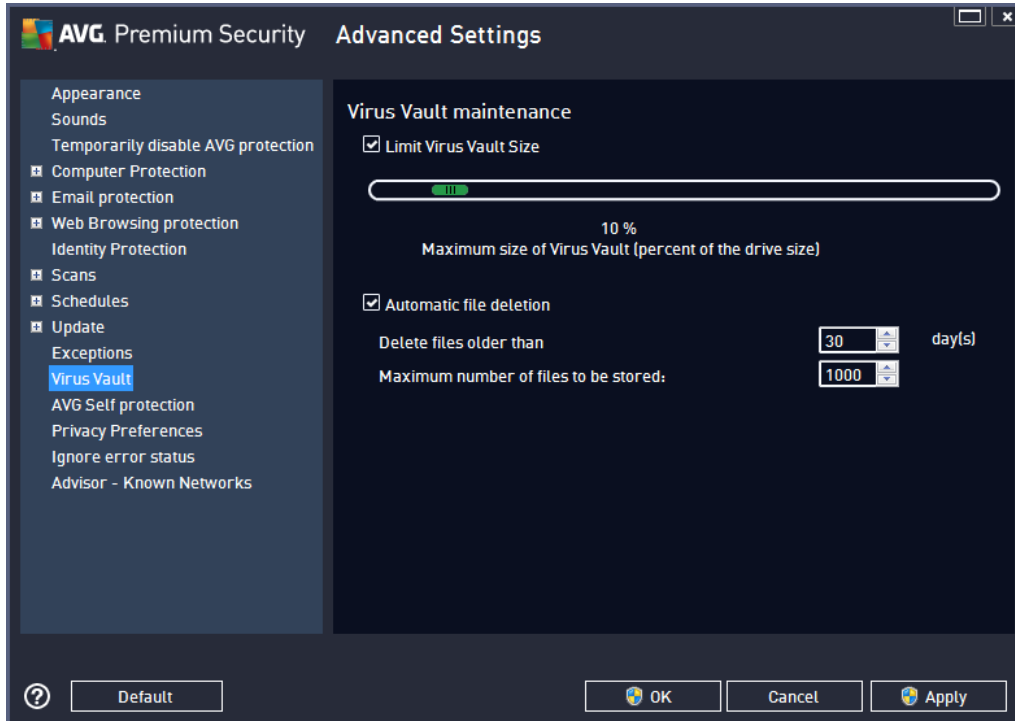 AVG. Premium Security
Advanced Settings
Appearance
Sounds
Temporarily disable AVG protection
Computer Protection
Email protection
Web Browsing protection
Identity Protection
Scans
Schedules
Update
Exceptions
Virus Vault
AVG Self protection
Privacy Preferences
Ignore error status
Advisor - Known Networks
Virus Vault maintenance
Limit Virus Vault Size
10 %
Maximum size of Virus Vault (percent of the drive size)
Automatic file deletion
Delete files older than 30 day(s)
Maximum number of files to be stored: 1000
? Default OK Cancel Apply